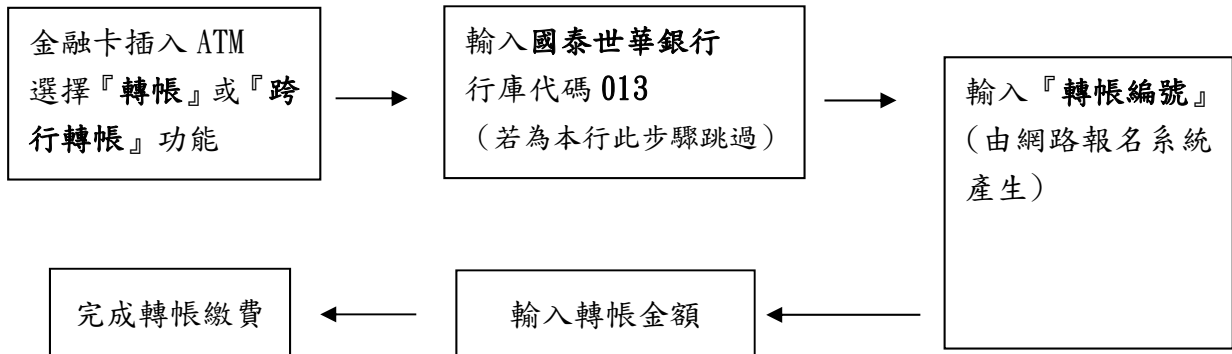 金融卡插入 ATM
選擇『轉帳』或『跨
行轉帳』功能
輸入國泰世華銀行
行庫代碼 013
（若為本行此步驟跳過）
輸入『轉帳編號』
（由網路報名系統
產生）
輸入轉帳金額
完成轉帳繳費